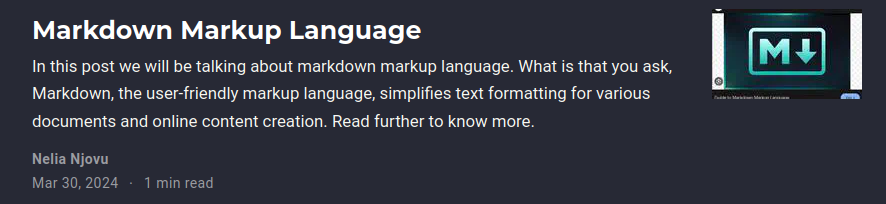 Markdown Markup Language
In this post we will be talking about markdown markup language. What is that you ask,
Markdown, the user-friendly markup language, simplifies text formatting for various
documents and online content creation. Read further to know more.
Nelia Njovu
Mar 30, 2024 · 1 min read
M
Guide to Markdown Markup Language